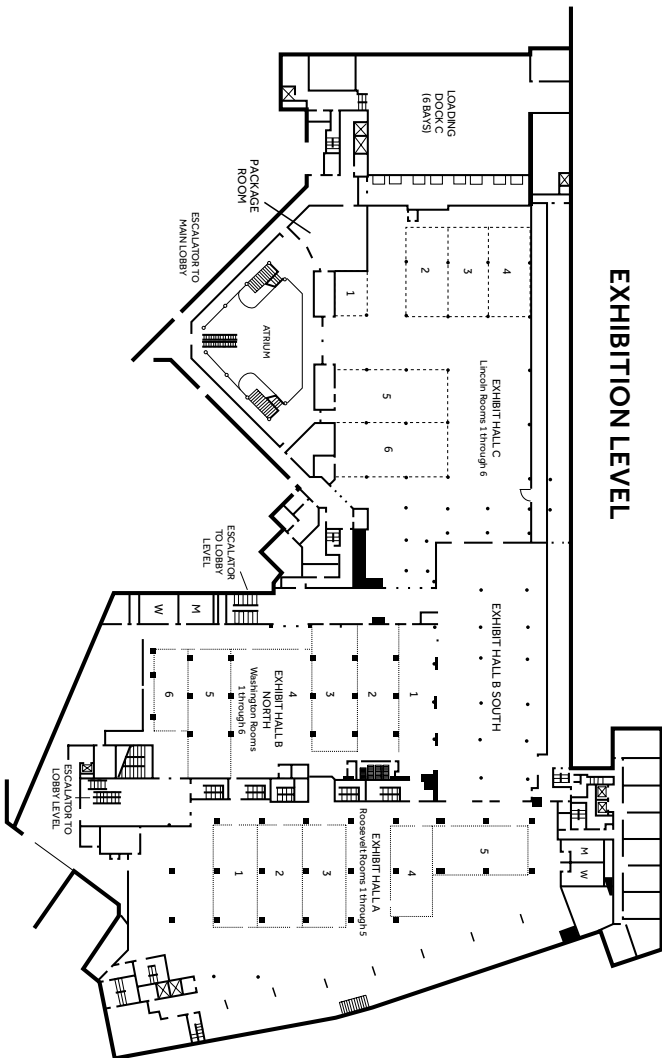 EXHIBITION LEVEL
LOADING
DOCK C
(6 BAYS)
PACKAGE
ROOM
ESCALATOR TO
MAIN LOBBY
ATRIUM
1
2
3
4
EXHIBIT HALL C
Lincoln Rooms 1 through 6
5
6
ESCALATOR
TO LOBBY
LEVEL
W
M
EXHIBIT HALL B SOUTH
1
2
3
4
EXHIBIT HALL B
NORTH
Washington Rooms
1 through 6
5
6
ESCALATOR TO
LOBBY LEVEL
EXHIBIT HALL A
Roosevelt Rooms 1 through 5
1
2
3
4
5
M
W